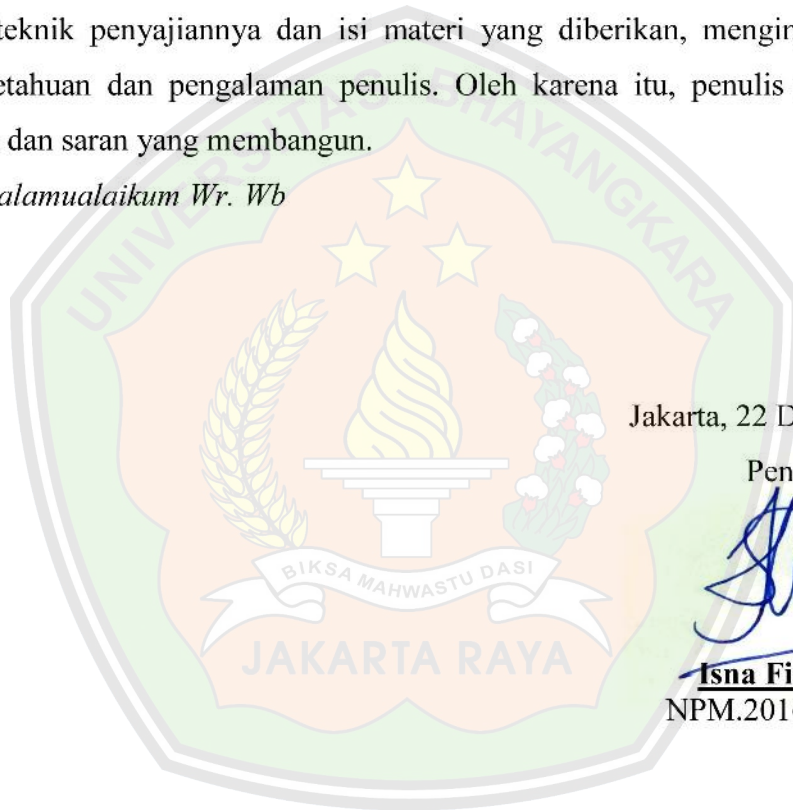 teknik penyajiannya dan isi materi yang diberikan, mengin
etahuan dan pengalaman penulis. Oleh karena itu, penulis
dan saran yang membangun.
alamualaikum Wr. Wb
UNIVERSITAS BHAYANGKARA
Jakarta, 22 D
Pen
BIKSA MAHWASTU DASI
JAKARTA RAYA
Isna Fi
NPM.201